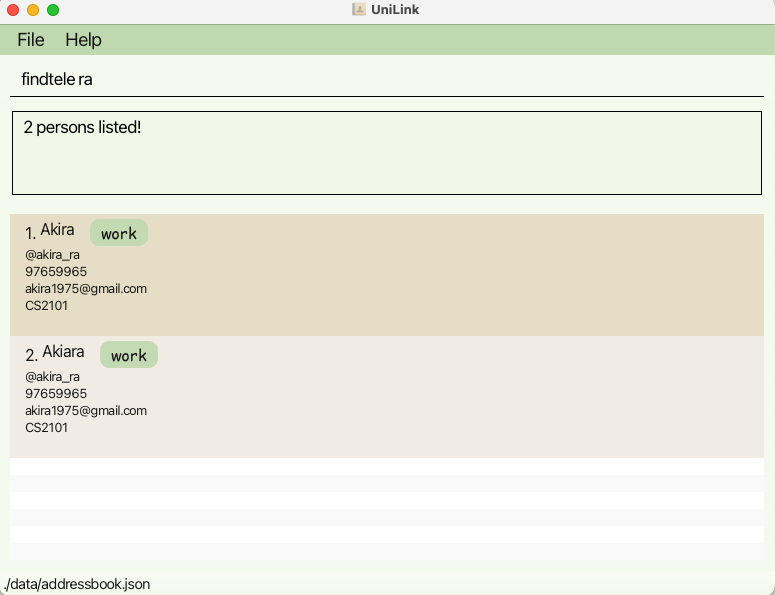 UniLink
File Help
findtele ra
2 persons listed!
1. Akira work
@akira_ra
97659965
akira1975@gmail.com
CS2101
2. Akiara work
@akira_ra
97659965
akira1975@gmail.com
CS2101
./data/addressbook.json